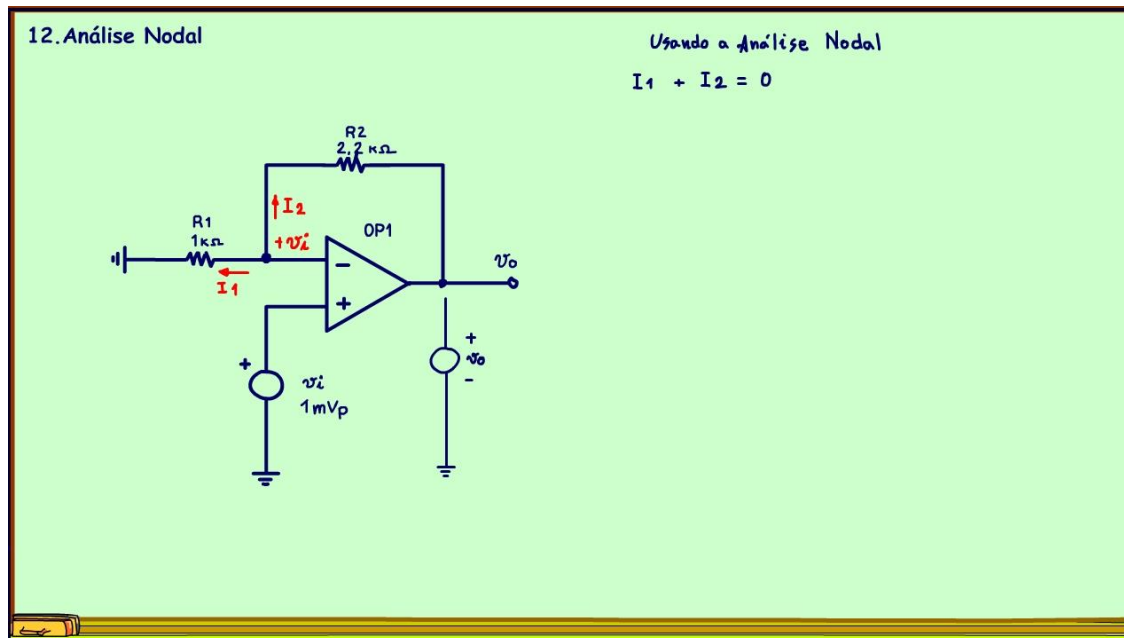 12.Análise Nodal
Usando a Análise Nodal
I1 + I2 = 0
R2
2,2 kΩ
I2
R1
1kΩ
+vi
OP1
I1
−
+
vo
+
vi
1mVp
+
vo
-